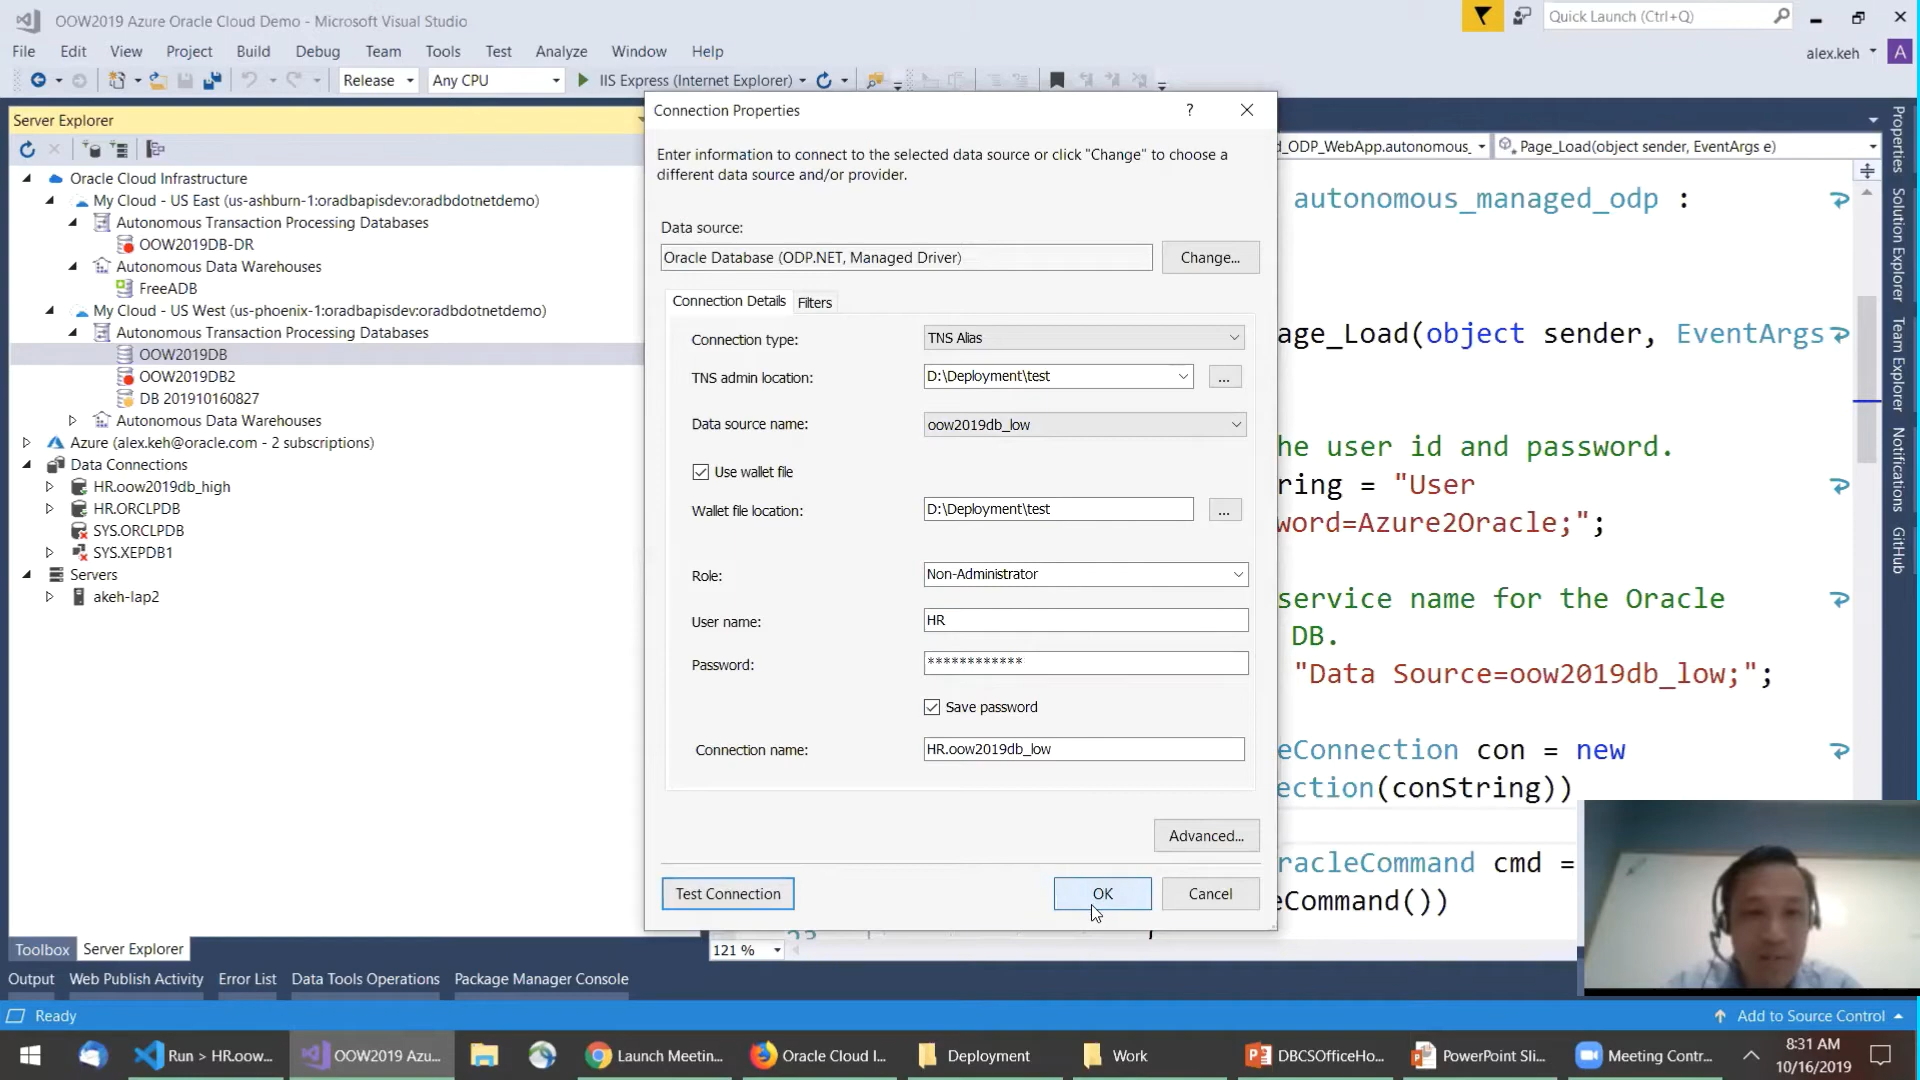 OOW2019 Azure Oracle Cloud Demo - Microsoft Visual Studio
Quick Launch (Ctrl+Q)
File Edit View Project Build Debug Team Tools Test Analyze Window Help
alex.keh A
Release Any CPU IIS Express (Internet Explorer)
Server Explorer
Oracle Cloud Infrastructure
My Cloud - US East (us-ashburn-1:oradbapisdev:oradbdotnetdemo)
Autonomous Transaction Processing Databases
OOW2019DB-DR
Autonomous Data Warehouses
FreeADB
My Cloud - US West (us-phoenix-1:oradbapisdev:oradbdotnetdemo)
Autonomous Transaction Processing Databases
OOW2019DB
OOW2019DB2
DB 201910160827
Autonomous Data Warehouses
Azure (alex.keh@oracle.com - 2 subscriptions)
Data Connections
HR.oow2019db_high
HR.ORCLPDB
SYS.ORCLPDB
SYS.XEPDB1
Servers
akeh-lap2
Connection Properties
?
Enter information to connect to the selected data source or click "Change" to choose a
different data source and/or provider.
Data source:
Oracle Database (ODP.NET, Managed Driver)
Change...
Connection Details Filters
Connection type: TNS Alias
TNS admin location: D:\Deployment\test ...
Data source name: oow2019db_low
Use wallet file
Wallet file location: D:\Deployment\test ...
Role: Non-Administrator
User name: HR
Password: ************
Save password
Connection name: HR.oow2019db_low
Advanced...
Test Connection OK Cancel
d_ODP_WebApp.autonomous_ Page_Load(object sender, EventArgs e)
autonomous_managed_odp :
age_Load(object sender, EventArgs
he user id and password.
ring = "User
word=Azure2Oracle;";
service name for the Oracle
DB.
"Data Source=oow2019db_low;";
eConnection con = new
ection(conString))
racleCommand cmd =
eCommand())
121 %
Properties
Solution Explorer
Team Explorer
Notifications
GitHub
Toolbox Server Explorer
Output Web Publish Activity Error List Data Tools Operations Package Manager Console
Ready
Add to Source Control
Run > HR.oow...
OOW2019 Azu...
Launch Meetin...
Oracle Cloud I...
Deployment
Work
DBCSOfficeHo...
PowerPoint Sli...
Meeting Contr...
8:31 AM
10/16/2019